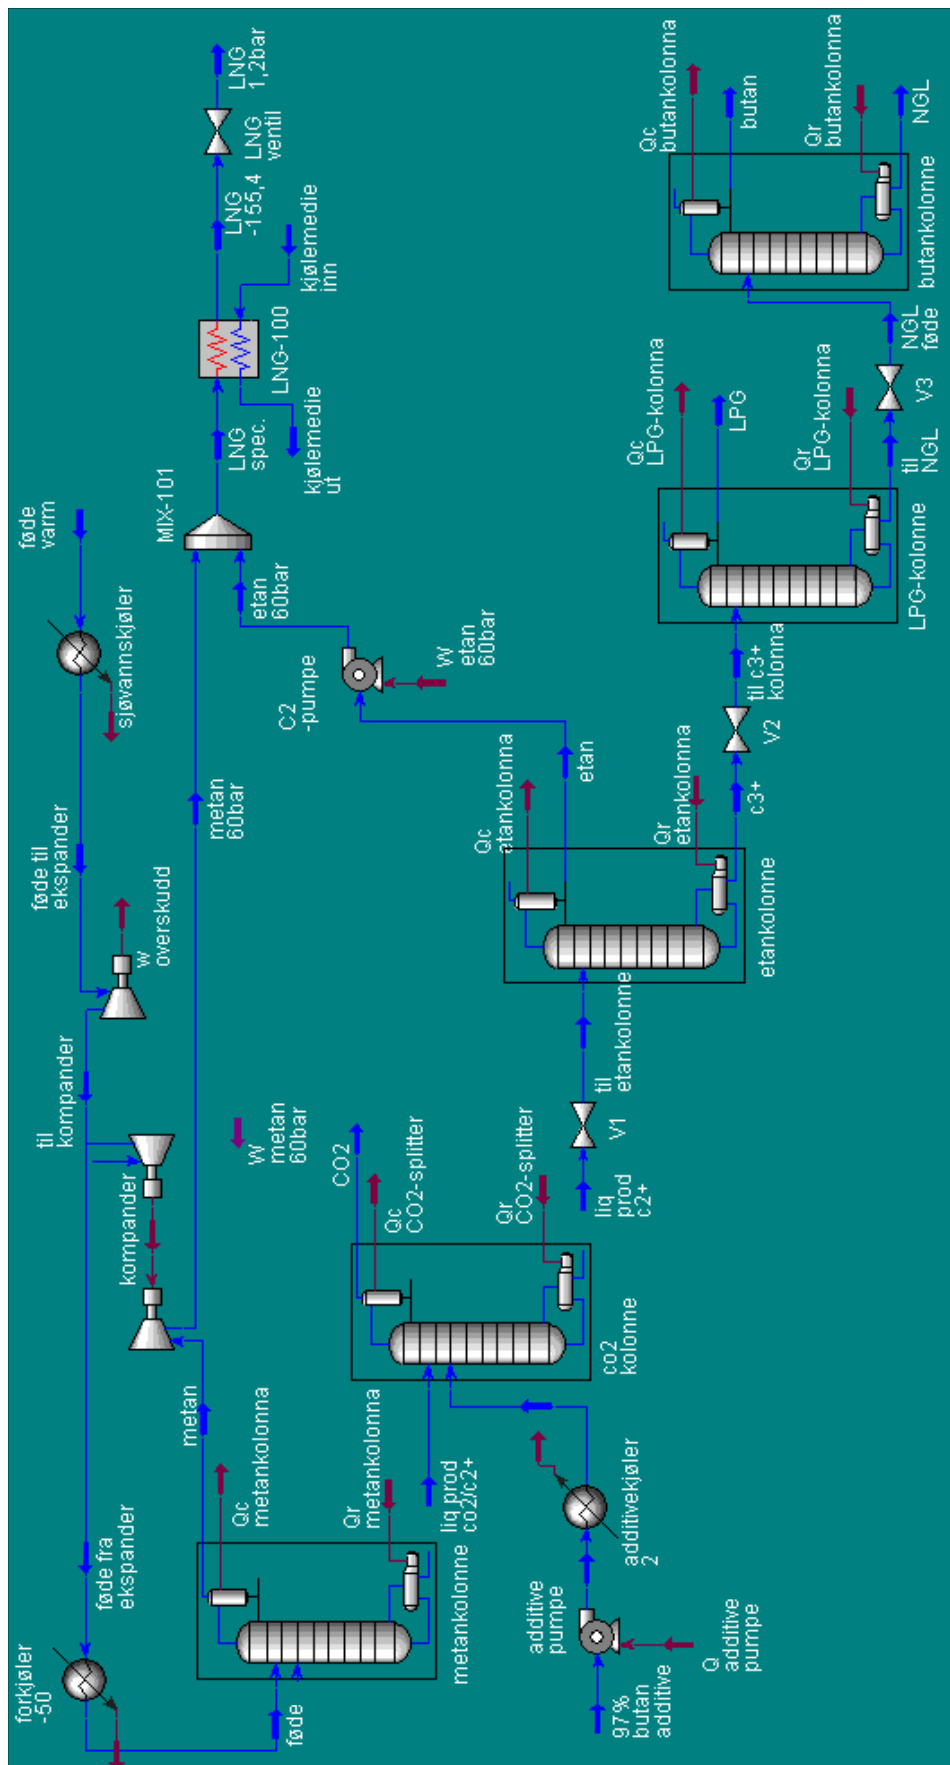 føde
varm
sjøvannskjøler
føde til
ekspander
w
overskudd
til
kompander
kompander
føde fra
ekspander
forkjøler
-50
føde
metankolonne
Qc
metankolonna
Qr
metankolonna
metan
metan
60bar
W
metan
60bar
MIX-101
LNG
spec.
LNG-100
kjølemedie
inn
kjølemedie
ut
LNG
-155,4
LNG
ventil
LNG
1,2bar
etan
60bar
C2
-pumpe
W
etan
60bar
etan
liq prod
co2/c2+
97%
butan
additive
additive
pumpe
Q
additive
pumpe
additivekjøler
2
co2
kolonne
CO2
Qc
CO2-splitter
Qr
CO2-splitter
liq
prod
c2+
V1
til
etankolonne
etankolonne
Qc
etankolonna
Qr
etankolonna
c3+
V2
til c3+
kolonna
LPG-kolonne
Qc
LPG-kolonna
LPG
Qr
LPG-kolonna
til
NGL
V3
NGL
føde
butankolonne
Qc
butankolonna
butan
Qr
butankolonna
NGL